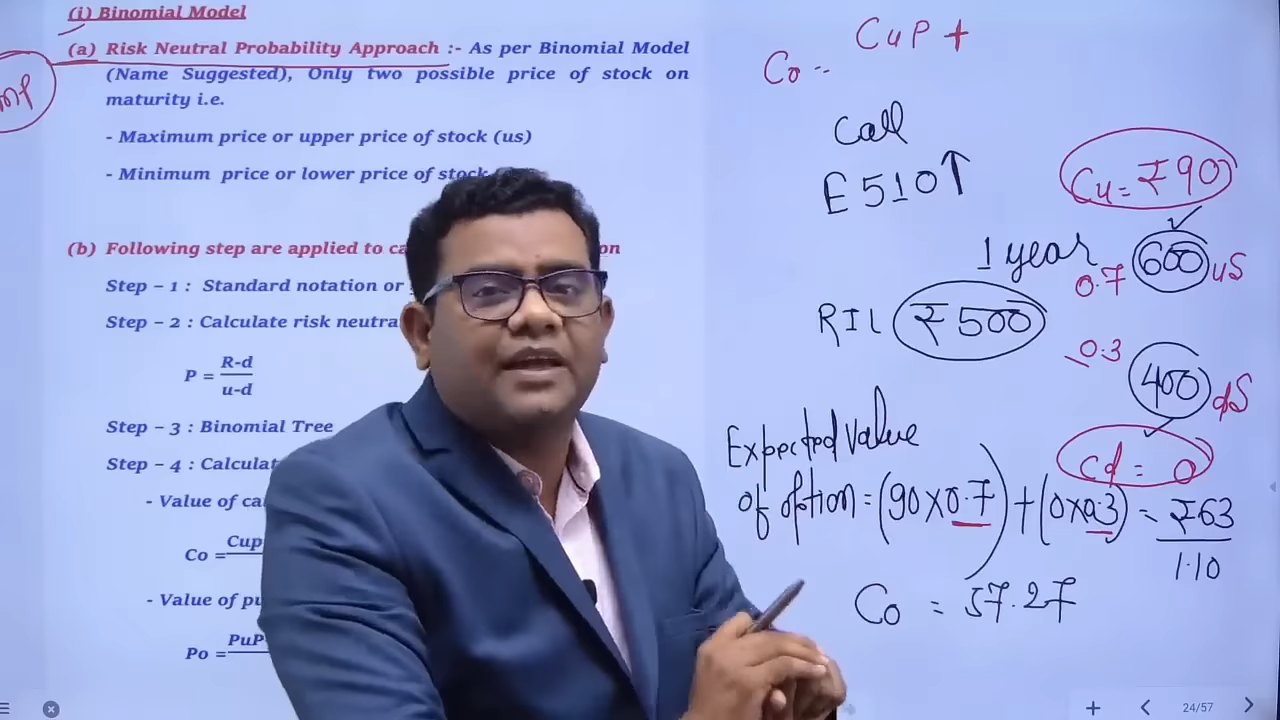 (i) Binomial Model
(a) Risk Neutral Probability Approach :- As per Binomial Model
(Name Suggested), Only two possible price of stock on
maturity i.e.
- Maximum price or upper price of stock (us)
- Minimum price or lower price of stock
(b) Following step are applied to
Step – 1 : Standard notation or
Step – 2 : Calculate risk
P = R-d
u-d
Step – 3 : Binomial Tree
Step – 4 :
- Value of
Co = Cup
- Value of
Po = PuP
CuP +
Co =
Call
E 510 ↑
Cu = ₹90
1 year
600 us
0.7
RIL ₹500
0.3
400 ds
Cd = 0
Expected value
of option = (90×0.7) + (0×0.3) = ₹63
1.10
Co = 57.27
24/57